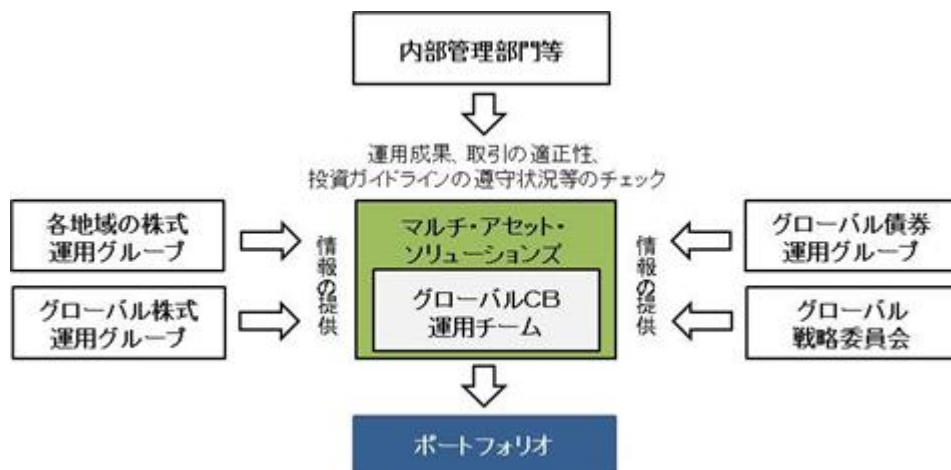 内部管理部門等
運用成果、取引の適正性、
投資ガイドラインの遵守状況等のチェック
各地域の株式
運用グループ
グローバル株式
運用グループ
情報の提供
マルチ・アセット・
ソリューションズ
グローバルCB
運用チーム
情報の提供
グローバル債券
運用グループ
グローバル
戦略委員会
ポートフォリオ